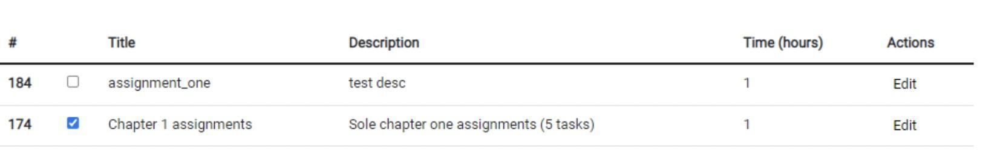 # Title Description Time (hours) Actions
184 assignment_one test desc 1 Edit
174 Chapter 1 assignments Sole chapter one assignments (5 tasks) 1 Edit